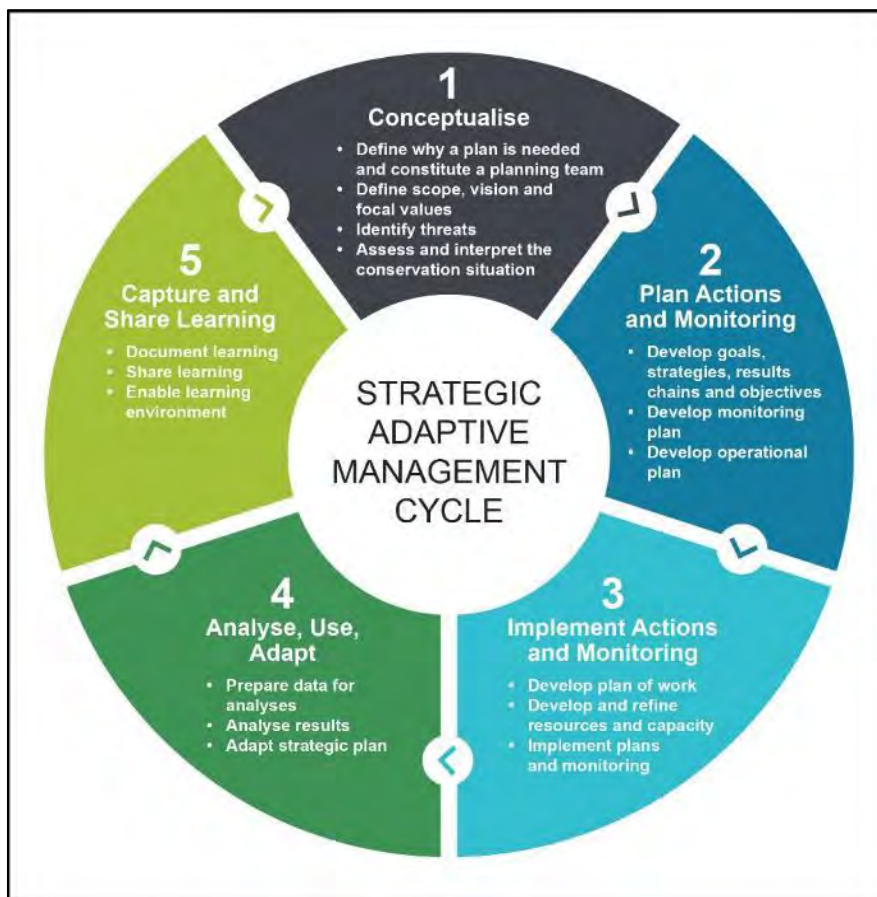 1
Conceptualise
• Define why a plan is needed
and constitute a planning team
• Define scope, vision and
focal values
• Identify threats
• Assess and interpret the
conservation situation
2
Plan Actions
and Monitoring
• Develop goals,
strategies, results
chains and objectives
• Develop monitoring
plan
• Develop operational
plan
3
Implement Actions
and Monitoring
• Develop plan of work
• Develop and refine
resources and capacity
• Implement plans
and monitoring
4
Analyse, Use,
Adapt
• Prepare data for
analyses
• Analyse results
• Adapt strategic plan
5
Capture and
Share Learning
• Document learning
• Share learning
• Enable learning
environment
STRATEGIC
ADAPTIVE
MANAGEMENT
CYCLE